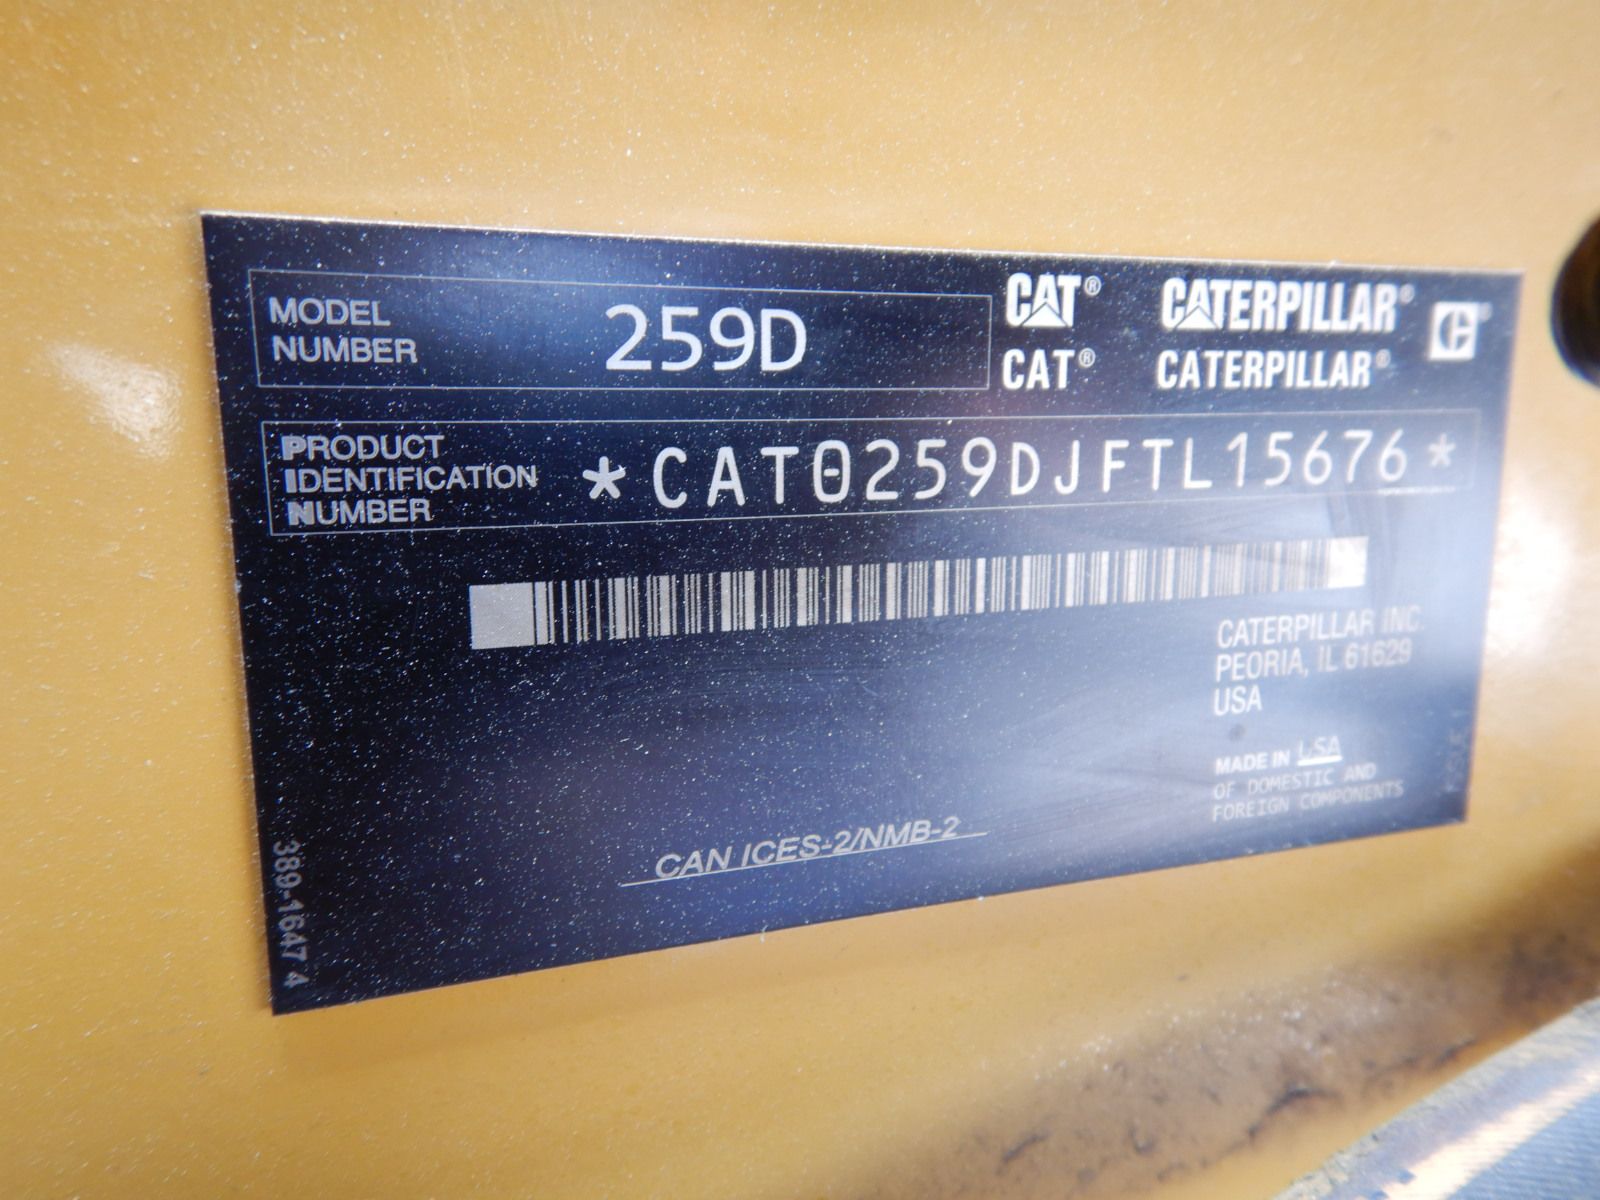 MODEL
NUMBER
259D
CAT® CATERPILLAR®
CAT® CATERPILLAR®
PRODUCT
IDENTIFICATION
NUMBER
*CAT0259DJFTL15676*
CATERPILLAR INC.
PEORIA, IL 61629
USA
MADE IN USA
OF DOMESTIC AND
FOREIGN COMPONENTS
CAN ICES-2/NMB-2
389-1647 4